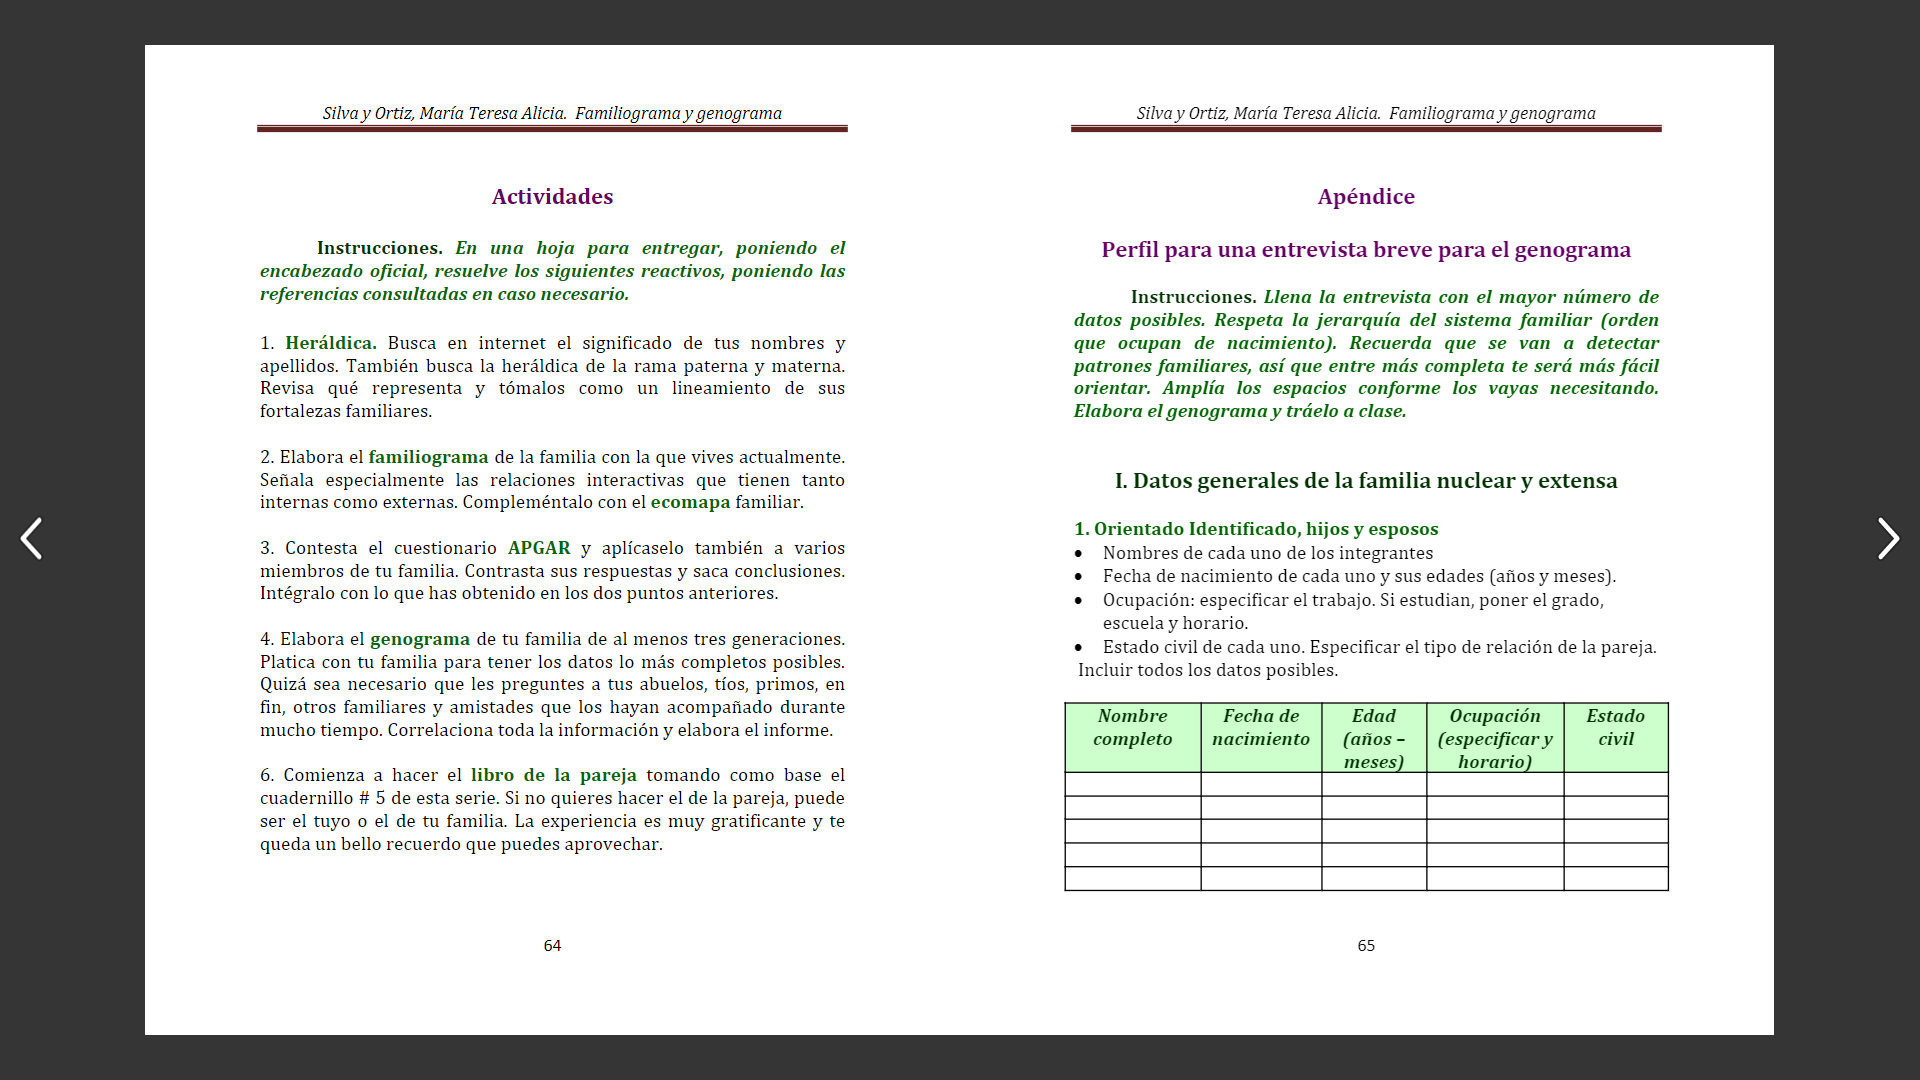 Silva y Ortiz, María Teresa Alicia.  Familiograma y genograma
Actividades
Instrucciones. En una hoja para entregar, poniendo el
encabezado oficial, resuelve los siguientes reactivos, poniendo las
referencias consultadas en caso necesario.
1. Heráldica. Busca en internet el significado de tus nombres y
apellidos. También busca la heráldica de la rama paterna y materna.
Revisa qué representa y tómalos como un lineamiento de sus
fortalezas familiares.
2. Elabora el familiograma de la familia con la que vives actualmente.
Señala especialmente las relaciones interactivas que tienen tanto
internas como externas. Compleméntalo con el ecomapa familiar.
3. Contesta el cuestionario APGAR y aplícaselo también a varios
miembros de tu familia. Contrasta sus respuestas y saca conclusiones.
Intégralo con lo que has obtenido en los dos puntos anteriores.
4. Elabora el genograma de tu familia de al menos tres generaciones.
Platica con tu familia para tener los datos lo más completos posibles.
Quizá sea necesario que les preguntes a tus abuelos, tíos, primos, en
fin, otros familiares y amistades que los hayan acompañado durante
mucho tiempo. Correlaciona toda la información y elabora el informe.
6. Comienza a hacer el libro de la pareja tomando como base el
cuadernillo # 5 de esta serie. Si no quieres hacer el de la pareja, puede
ser el tuyo o el de tu familia. La experiencia es muy gratificante y te
queda un bello recuerdo que puedes aprovechar.
64
Silva y Ortiz, María Teresa Alicia.  Familiograma y genograma
Apéndice
Perfil para una entrevista breve para el genograma
Instrucciones. Llena la entrevista con el mayor número de
datos posibles. Respeta la jerarquía del sistema familiar (orden
que ocupan de nacimiento). Recuerda que se van a detectar
patrones familiares, así que entre más completa te será más fácil
orientar. Amplía los espacios conforme los vayas necesitando.
Elabora el genograma y tráelo a clase.
I. Datos generales de la familia nuclear y extensa
1. Orientado Identificado, hijos y esposos
• Nombres de cada uno de los integrantes
• Fecha de nacimiento de cada uno y sus edades (años y meses).
• Ocupación: especificar el trabajo. Si estudian, poner el grado,
escuela y horario.
• Estado civil de cada uno. Especificar el tipo de relación de la pareja.
Incluir todos los datos posibles.
Nombre Fecha de Edad Ocupación Estado
completo nacimiento (años – (especificar y civil
meses) horario)
65